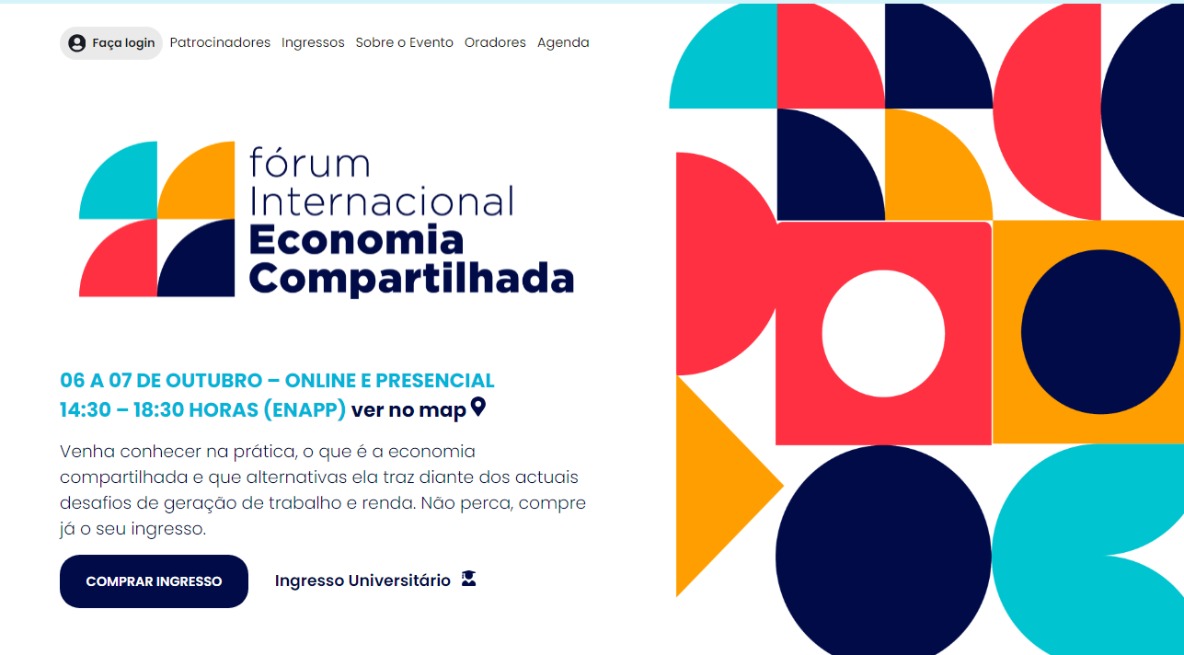 Faça login Patrocinadores Ingressos Sobre o Evento Oradores Agenda
fórum
Internacional
Economia
Compartilhada
06 A 07 DE OUTUBRO – ONLINE E PRESENCIAL
14:30 – 18:30 HORAS (ENAPP) ver no map
Venha conhecer na prática, o que é a economia
compartilhada e que alternativas ela traz diante dos actuais
desafios de geração de trabalho e renda. Não perca, compre
já o seu ingresso.
COMPRAR INGRESSO Ingresso Universitário